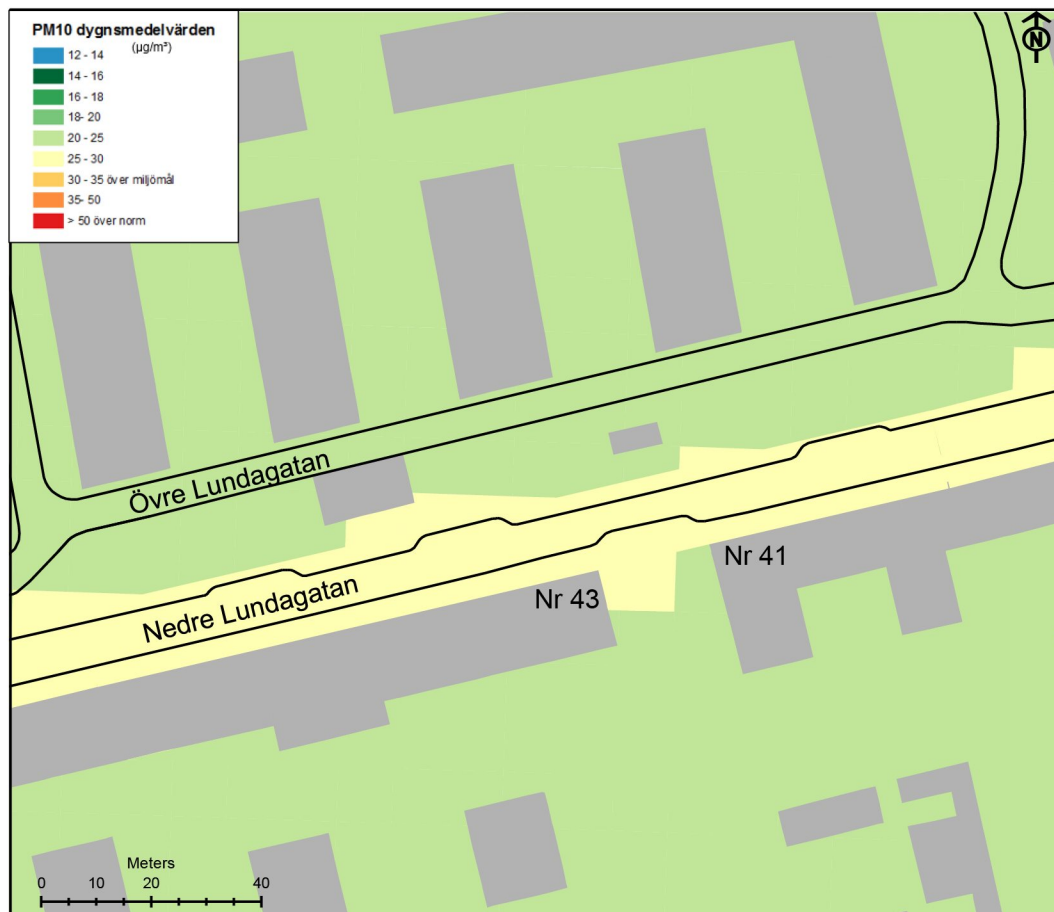 PM10 dygnsmedelvärden
(µg/m³)
12 - 14
14 - 16
16 - 18
18- 20
20 - 25
25 - 30
30 - 35 över miljömål
35- 50
> 50 över norm
N
Övre Lundagatan
Nr 41
Nedre Lundagatan
Nr 43
Meters
0 10 20 40